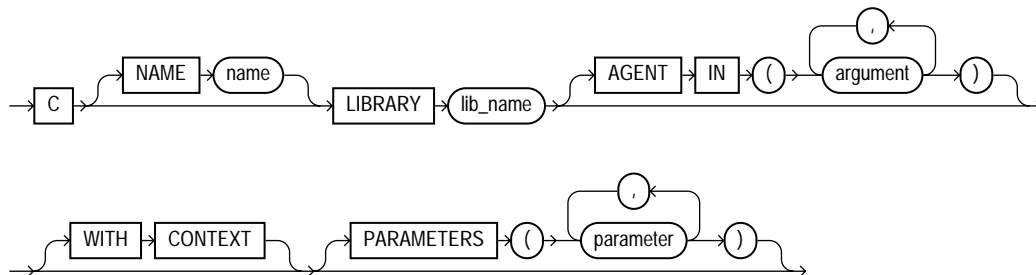 ,
NAME name AGENT IN ( argument )
C LIBRARY lib_name
,
WITH CONTEXT PARAMETERS ( parameter )